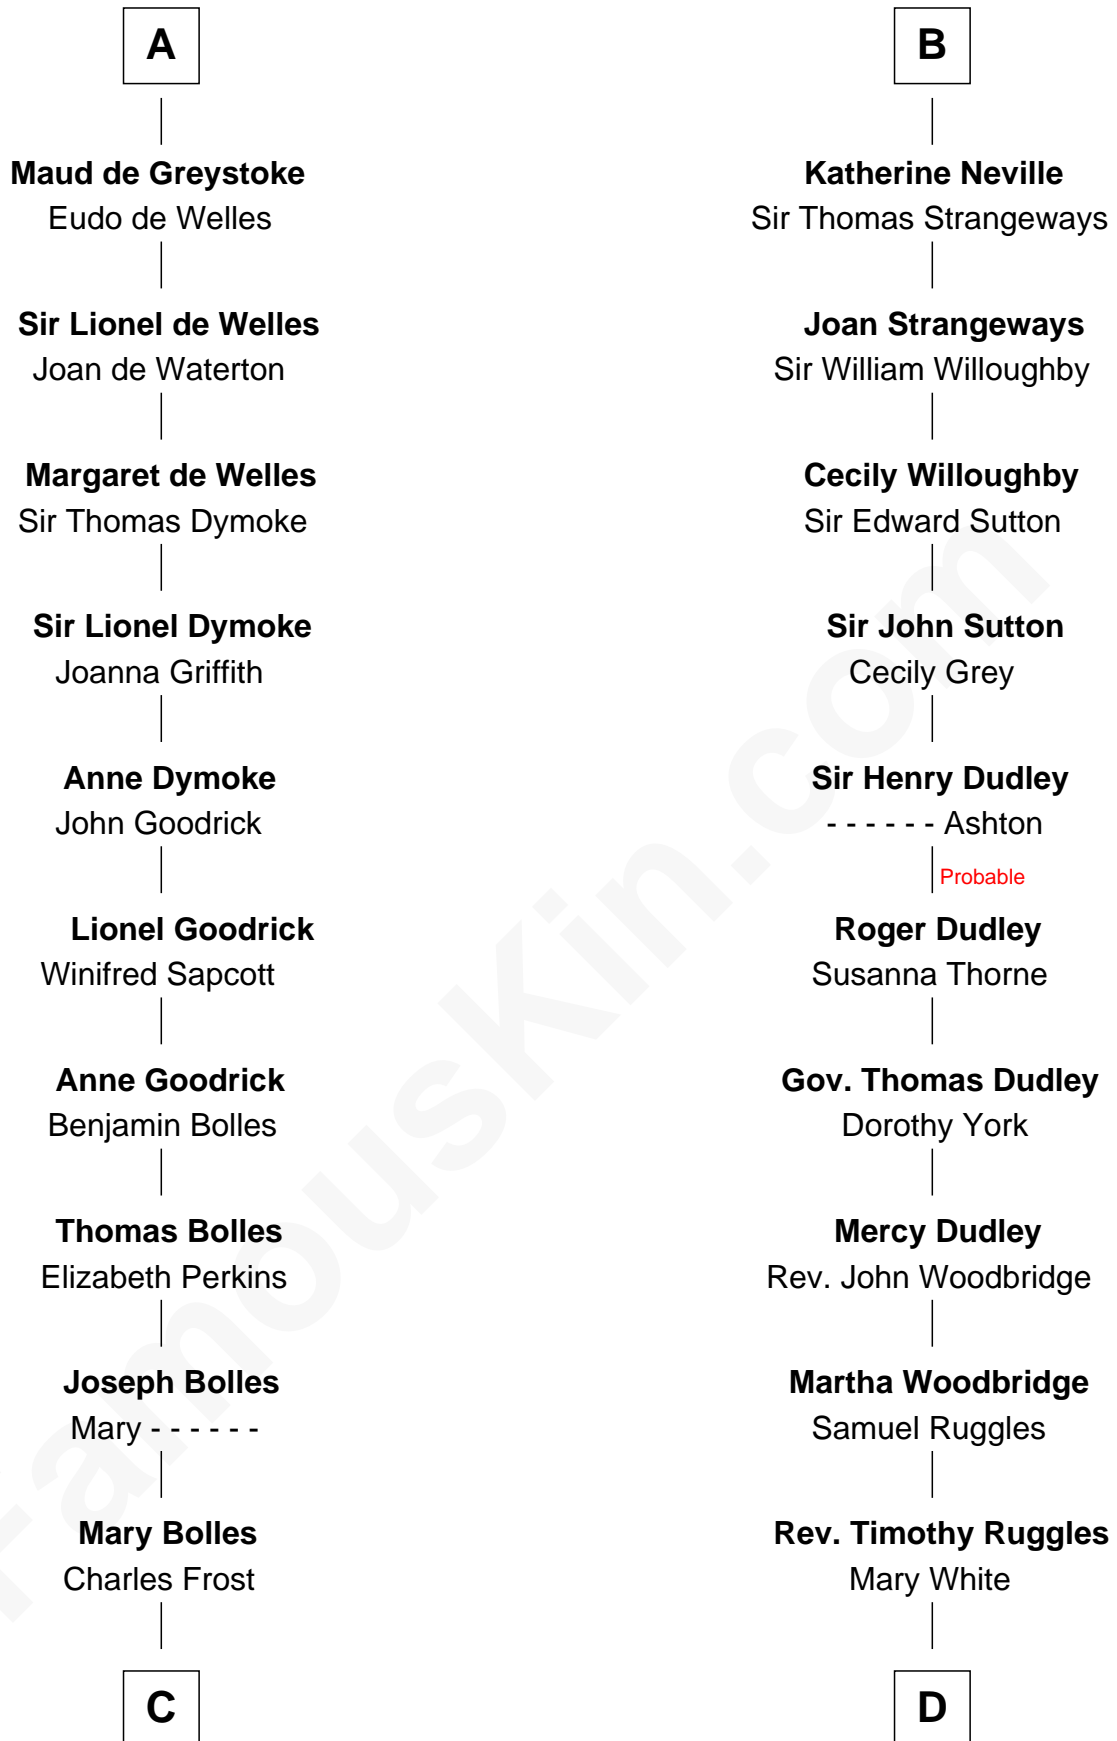 A
Maud de Greystoke
Eudo de Welles
Sir Lionel de Welles
Joan de Waterton
Margaret de Welles
Sir Thomas Dymoke
Sir Lionel Dymoke
Joanna Griffith
Anne Dymoke
John Goodrick
Lionel Goodrick
Winifred Sapcott
Anne Goodrick
Benjamin Bolles
Thomas Bolles
Elizabeth Perkins
Joseph Bolles
Mary - - - - - -
Mary Bolles
Charles Frost
C
B
Katherine Neville
Sir Thomas Strangeways
Joan Strangeways
Sir William Willoughby
Cecily Willoughby
Sir Edward Sutton
Sir John Sutton
Cecily Grey
Sir Henry Dudley
- - - - - - Ashton
Probable
Roger Dudley
Susanna Thorne
Gov. Thomas Dudley
Dorothy York
Mercy Dudley
Rev. John Woodbridge
Martha Woodbridge
Samuel Ruggles
Rev. Timothy Ruggles
Mary White
D
FamousKin.com